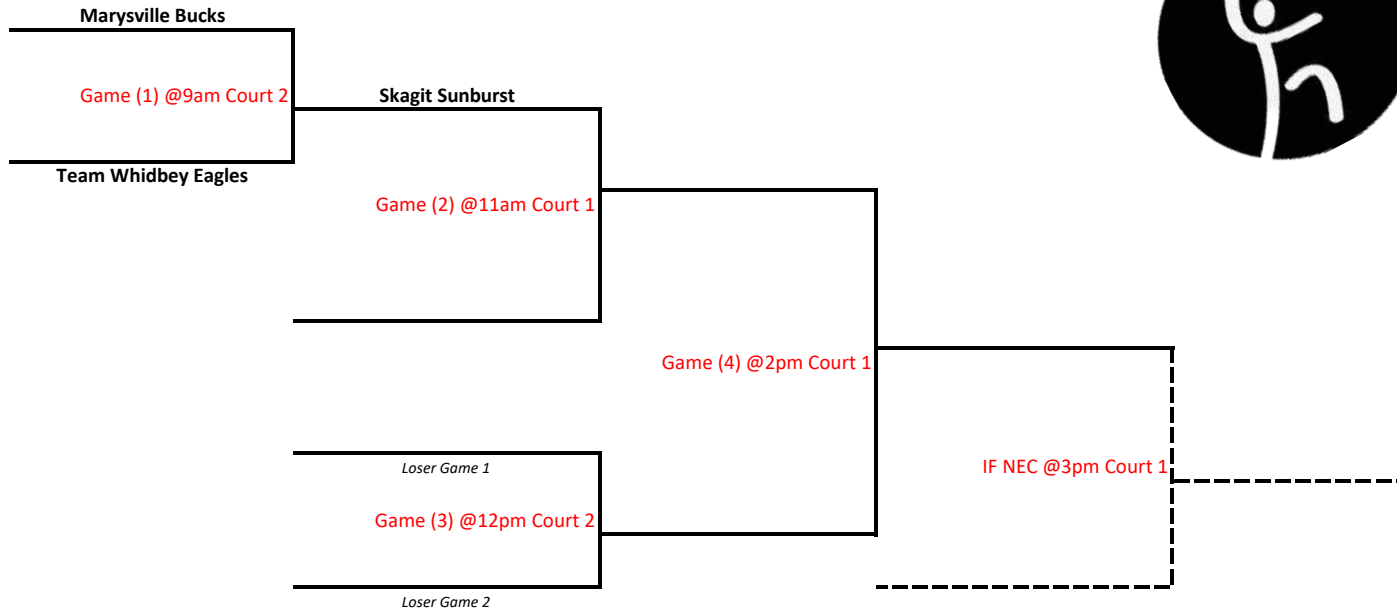 Marysville Bucks
Game (1) @9am Court 2
Skagit Sunburst
Team Whidbey Eagles
Game (2) @11am Court 1
Game (4) @2pm Court 1
Loser Game 1
IF NEC @3pm Court 1
Game (3) @12pm Court 2
Loser Game 2